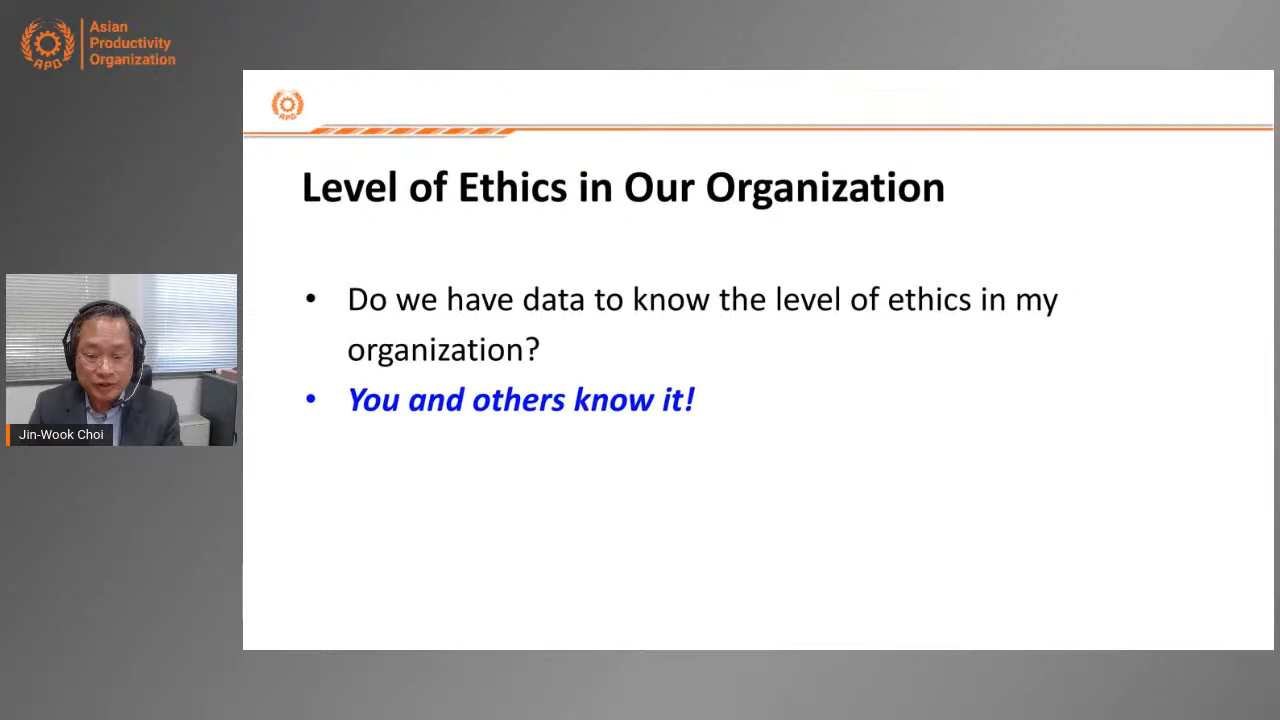 Asian
Productivity
Organization
APO
APO
Level of Ethics in Our Organization
• Do we have data to know the level of ethics in my
organization?
• You and others know it!
Jin-Wook Choi